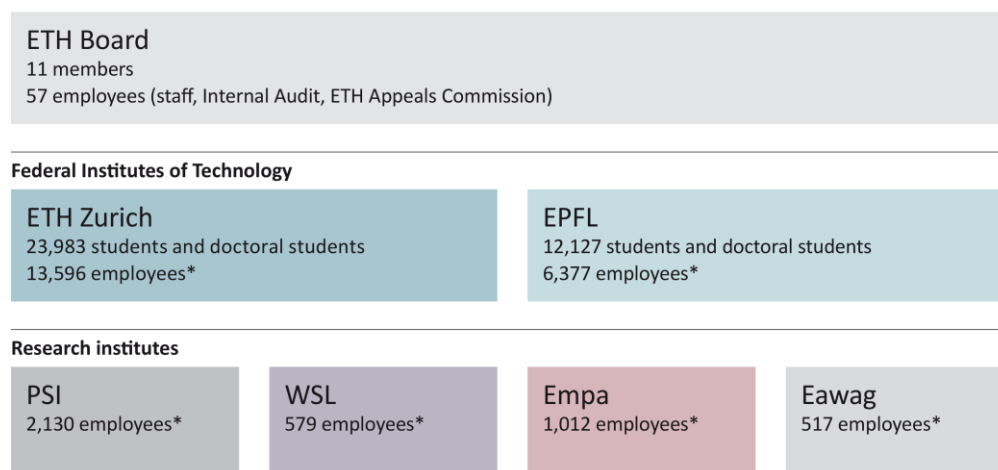 ETH Board
11 members
57 employees (staff, Internal Audit, ETH Appeals Commission)
Federal Institutes of Technology
ETH Zurich
23,983 students and doctoral students
13,596 employees*
EPFL
12,127 students and doctoral students
6,377 employees*
Research institutes
PSI
2,130 employees*
WSL
579 employees*
Empa
1,012 employees*
Eawag
517 employees*